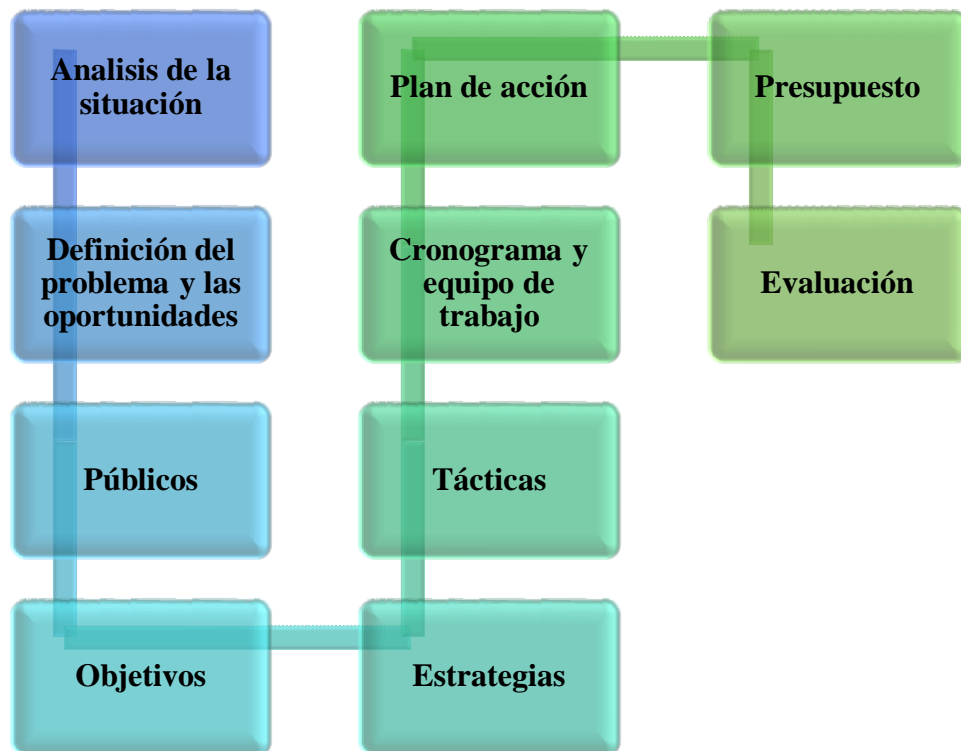 Analisis de la
situación
Definición del
problema y las
oportunidades
Públicos
Objetivos
Estrategias
Tácticas
Cronograma y
equipo de
trabajo
Plan de acción
Presupuesto
Evaluación